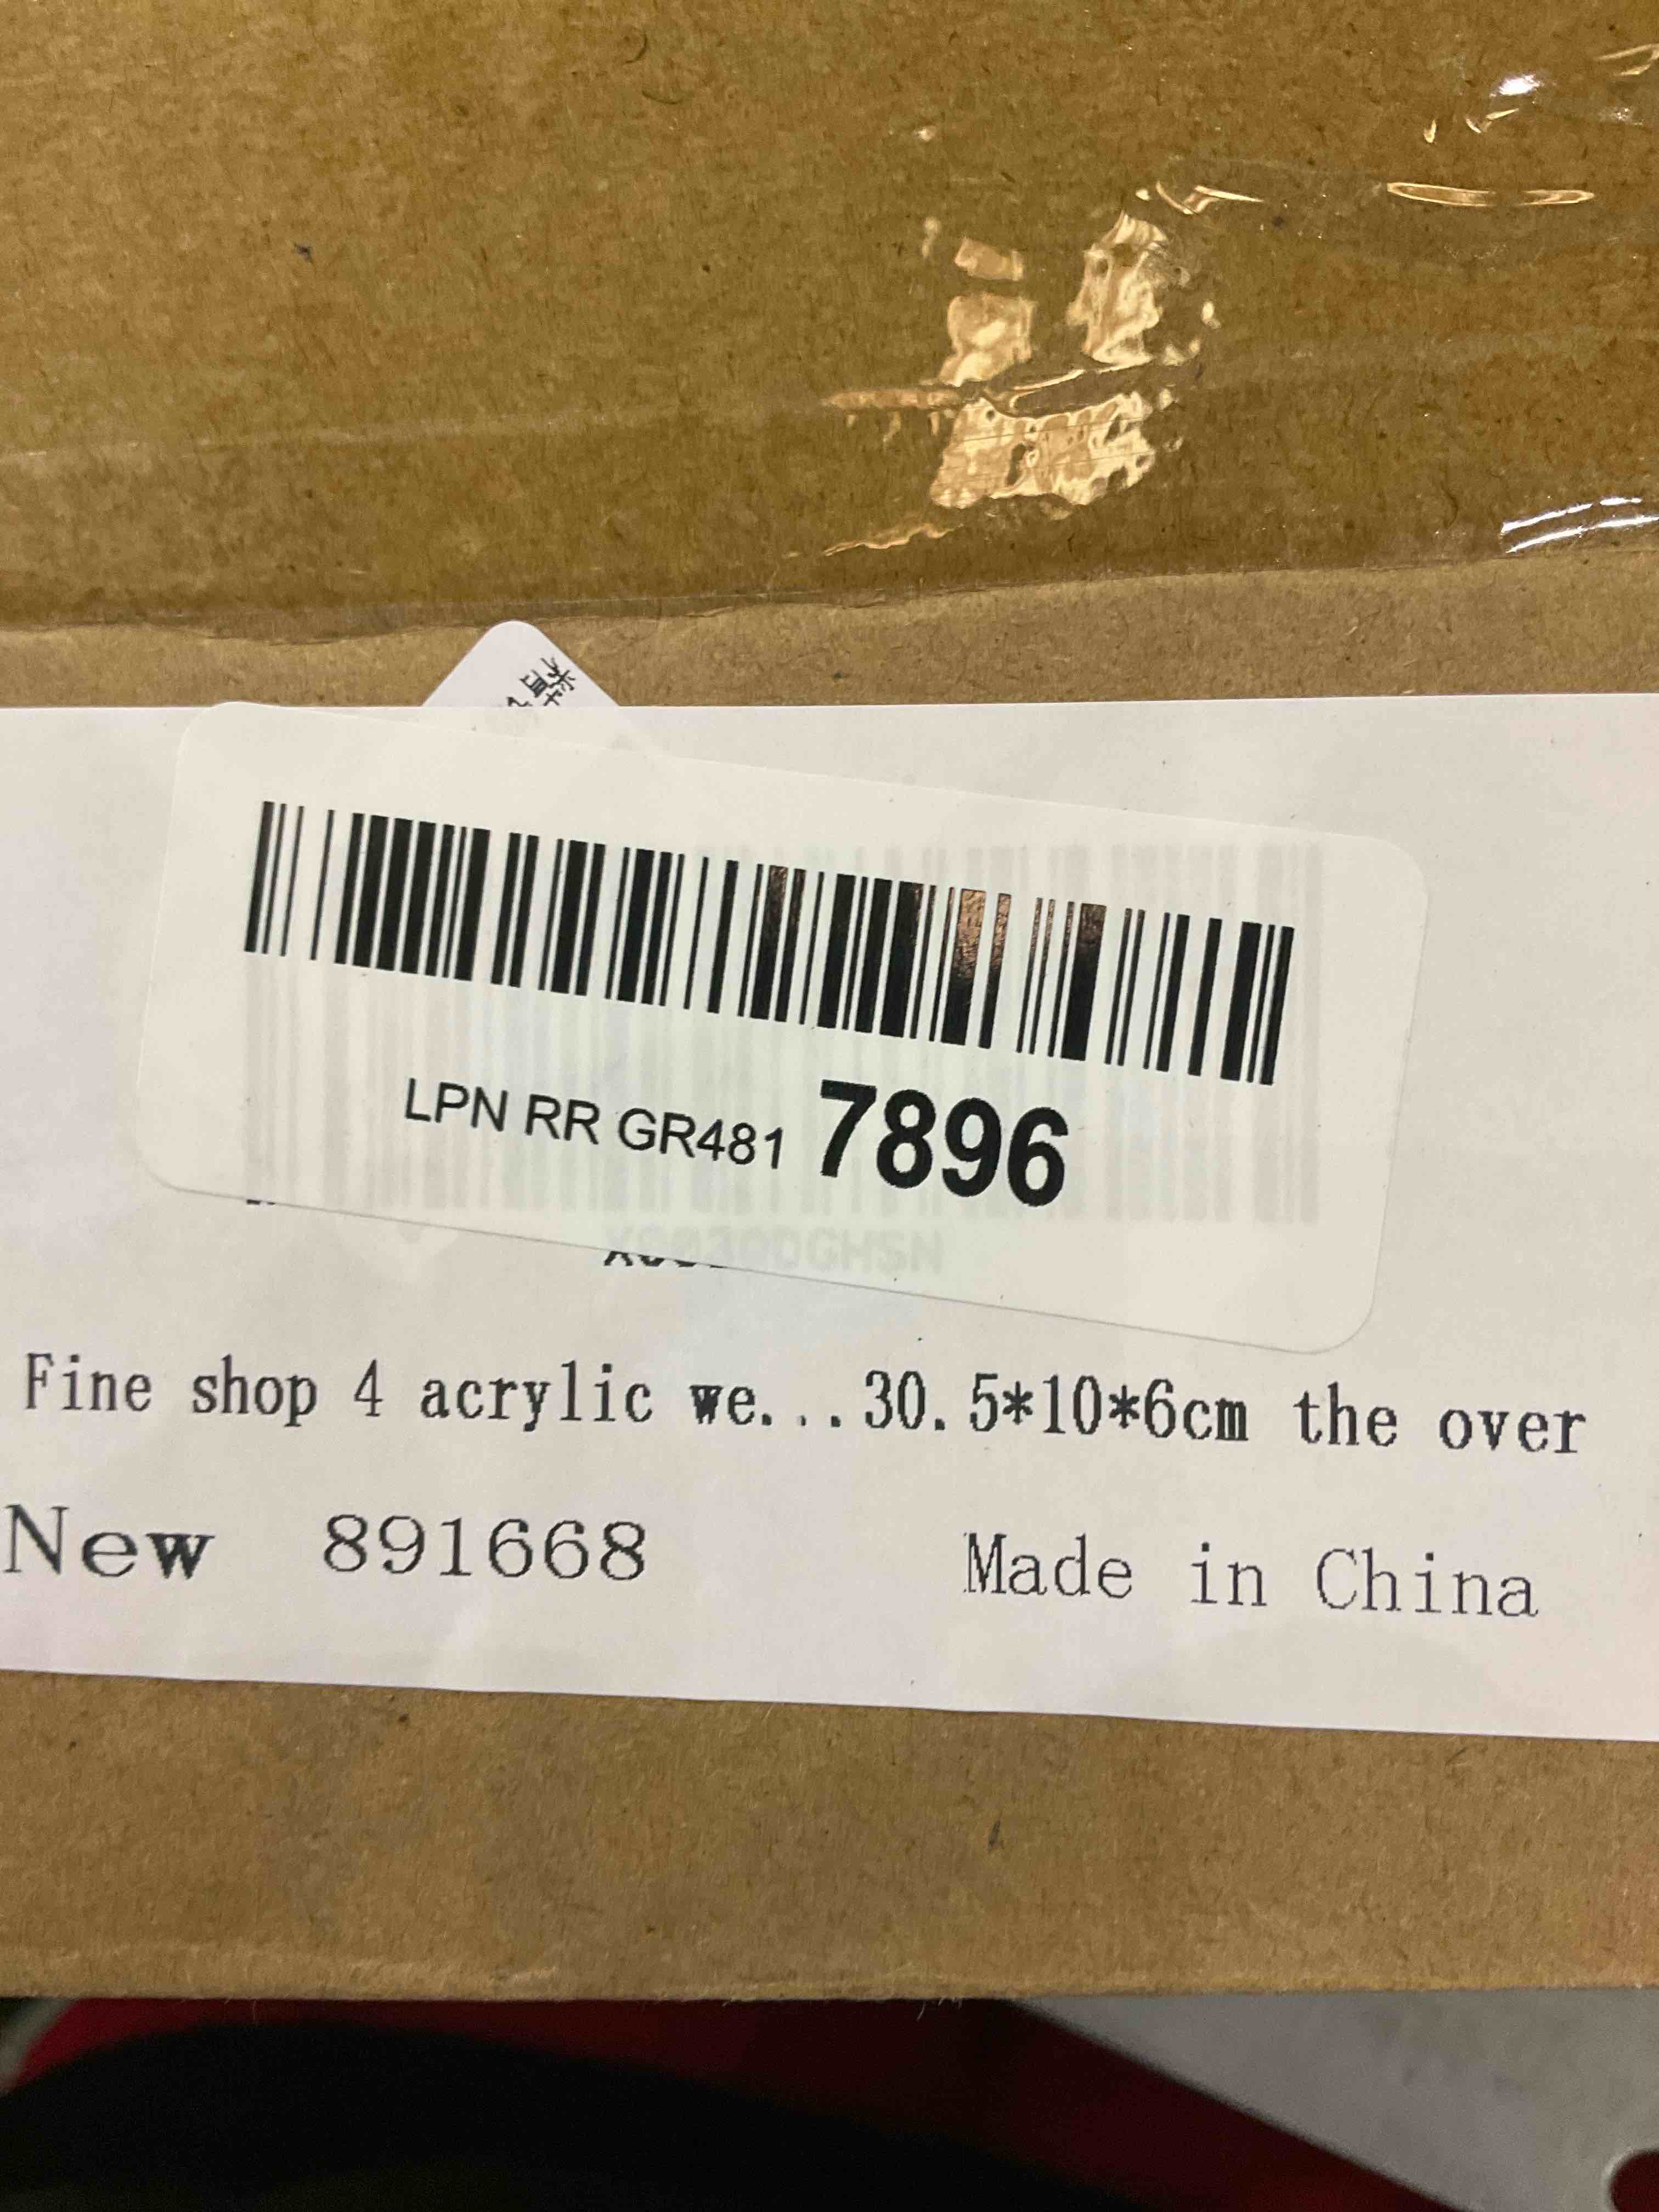 LPN RR GR481 7896
Fine shop 4 acrylic we...30.5*10*6cm the over
New 891668 Made in China